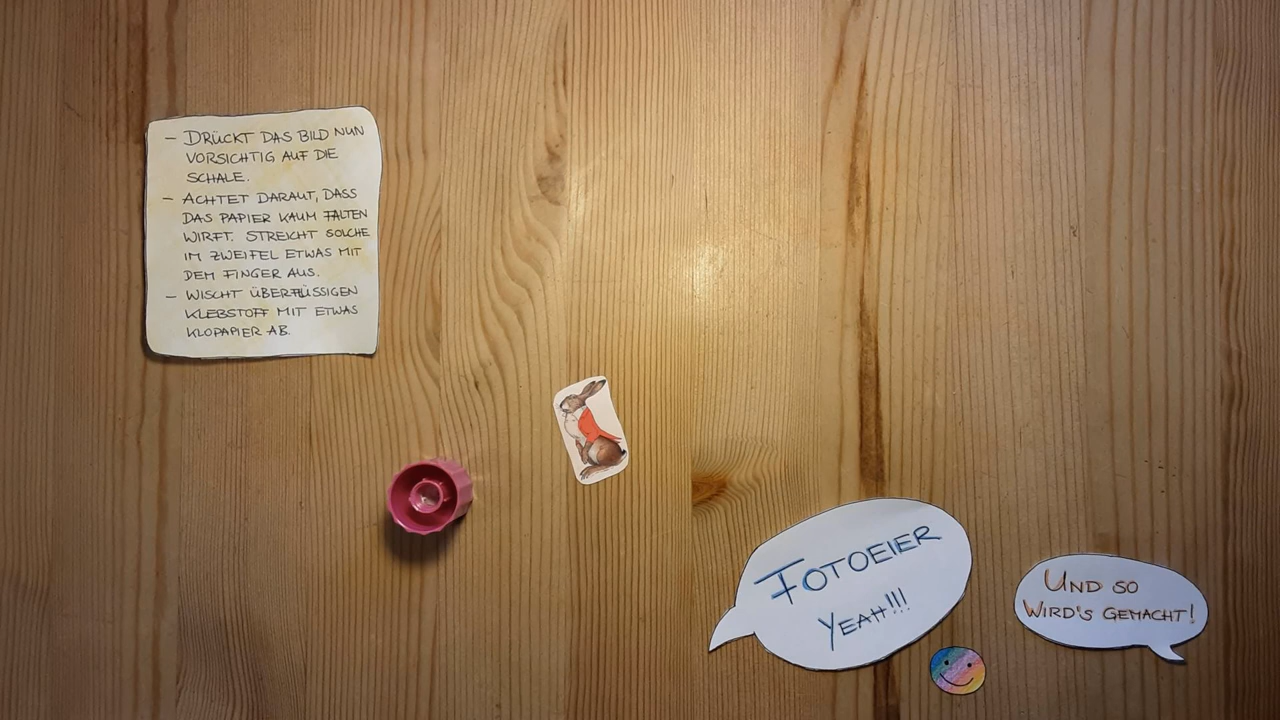 - DRÜCKT DAS BILD NUN
VORSICHTIG AUF DIE
SCHALE.
- ACHTET DARAUF, DASS
DAS PAPIER KAUM FALTEN
WIRFT. STREICHT SOLCHE
IM ZWEIFEL ETWAS MIT
DEM FINGER AUS.
- WISCHT ÜBERFLÜSSIGEN
KLEBSTOFF MIT ETWAS
KLOPAPIER AB.
FOTOEIER
YEAH!!!
UND SO
WIRD'S GEMACHT!